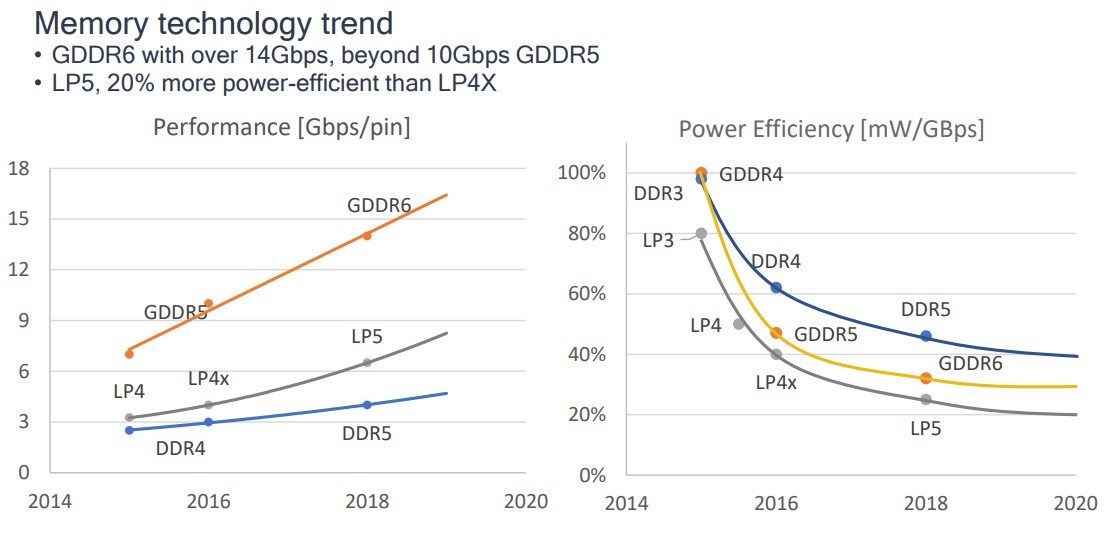 Memory technology trend
• GDDR6 with over 14Gbps, beyond 10Gbps GDDR5
• LP5, 20% more power-efficient than LP4X
Performance [Gbps/pin]
18
15
12
9
6
3
0
2014
2016
2018
2020
GDDR6
GDDR5
LP5
LP4x
LP4
DDR4
DDR5
Power Efficiency [mW/GBps]
100%
80%
60%
40%
20%
0%
2014
2016
2018
2020
GDDR4
DDR3
LP3
DDR4
LP4
GDDR5
DDR5
LP4x
GDDR6
LP5